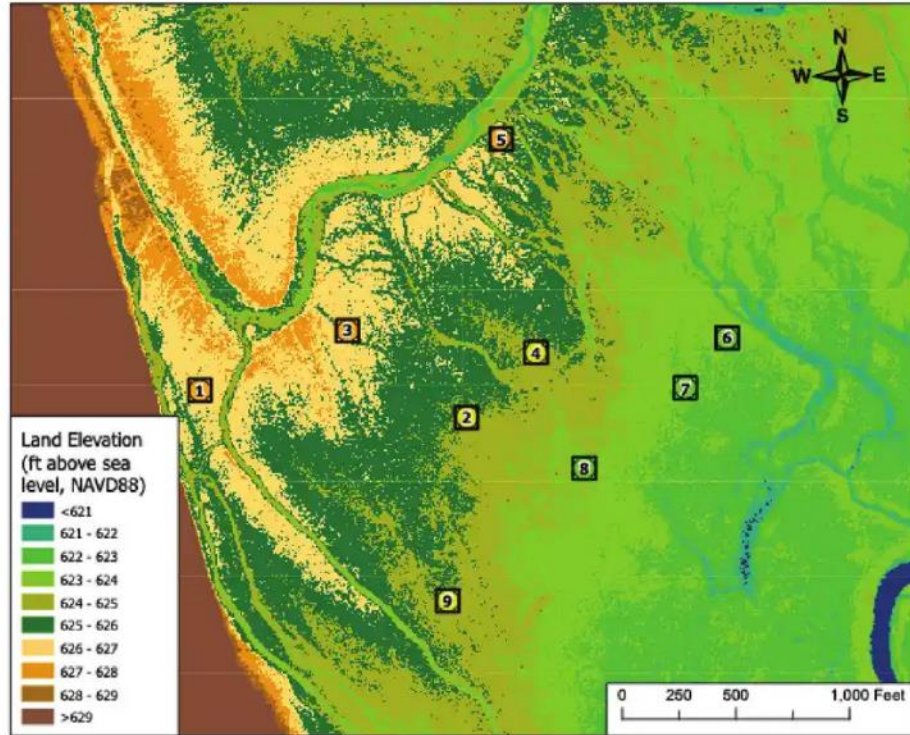 N
W E
S
5
3
6
4
1
7
2
8
9
Land Elevation
(ft above sea
level, NAVD88)
<621
621 - 622
622 - 623
623 - 624
624 - 625
625 - 626
626 - 627
627 - 628
628 - 629
>629
0 250 500 1,000 Feet